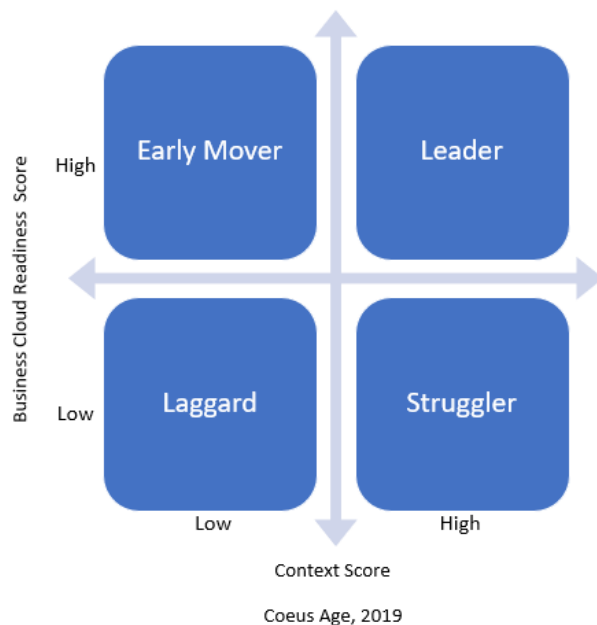 Business Cloud Readiness Score
High
Early Mover
Leader
Low
Laggard
Struggler
Low
High
Context Score
Coeus Age, 2019